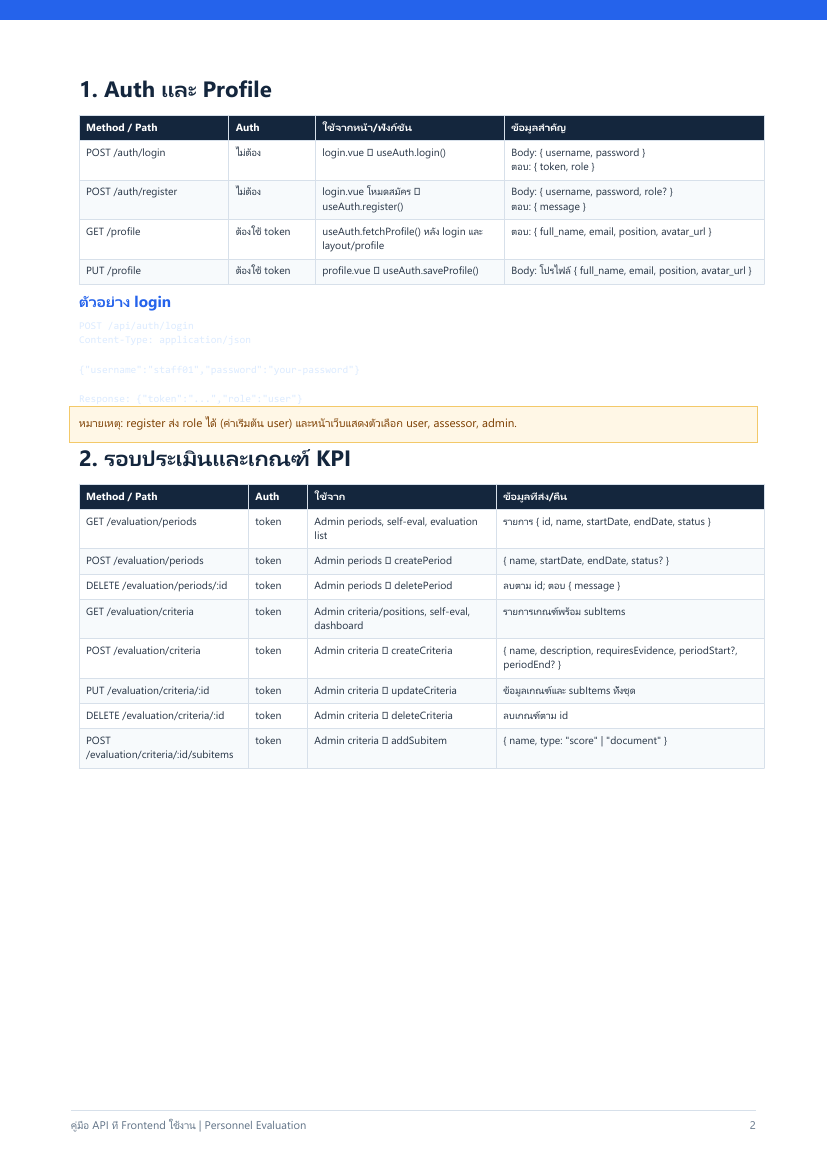 1. Auth และ Profile
Method / Path Auth ใช้จากหน้า/ฟังก์ชัน ข้อมูลสำคัญ
POST /auth/login ไม่ต้อง login.vue □ useAuth.login() Body: { username, password }
ตอบ: { token, role }
POST /auth/register ไม่ต้อง login.vue โหมดสมัคร □ Body: { username, password, role? }
useAuth.register() ตอบ: { message }
GET /profile ต้องใช้ token useAuth.fetchProfile() หลัง login และ ตอบ: { full_name, email, position, avatar_url }
layout/profile
PUT /profile ต้องใช้ token profile.vue □ useAuth.saveProfile() Body: โปรไฟล์ { full_name, email, position, avatar_url }
ตัวอย่าง login
POST /api/auth/login
Content-Type: application/json
{"username":"staff01","password":"your-password"}
Response: {"token":"...","role":"user"}
หมายเหตุ: register ส่ง role ได้ (ค่าเริ่มต้น user) และหน้าเว็บแสดงตัวเลือก user, assessor, admin.
2. รอบประเมินและเกณฑ์ KPI
Method / Path Auth ใช้จาก ข้อมูลที่ส่ง/คืน
GET /evaluation/periods token Admin periods, self-eval, evaluation รายการ { id, name, startDate, endDate, status }
list
POST /evaluation/periods token Admin periods □ createPeriod { name, startDate, endDate, status? }
DELETE /evaluation/periods/:id token Admin periods □ deletePeriod ลบตาม id; ตอบ { message }
GET /evaluation/criteria token Admin criteria/positions, self-eval, รายการเกณฑ์พร้อม subItems
dashboard
POST /evaluation/criteria token Admin criteria □ createCriteria { name, description, requiresEvidence, periodStart?,
periodEnd? }
PUT /evaluation/criteria/:id token Admin criteria □ updateCriteria ข้อมูลเกณฑ์และ subItems ทั้งชุด
DELETE /evaluation/criteria/:id token Admin criteria □ deleteCriteria ลบเกณฑ์ตาม id
POST token Admin criteria □ addSubitem { name, type: "score" | "document" }
/evaluation/criteria/:id/subitems
คู่มือ API ที่ Frontend ใช้งาน | Personnel Evaluation 2